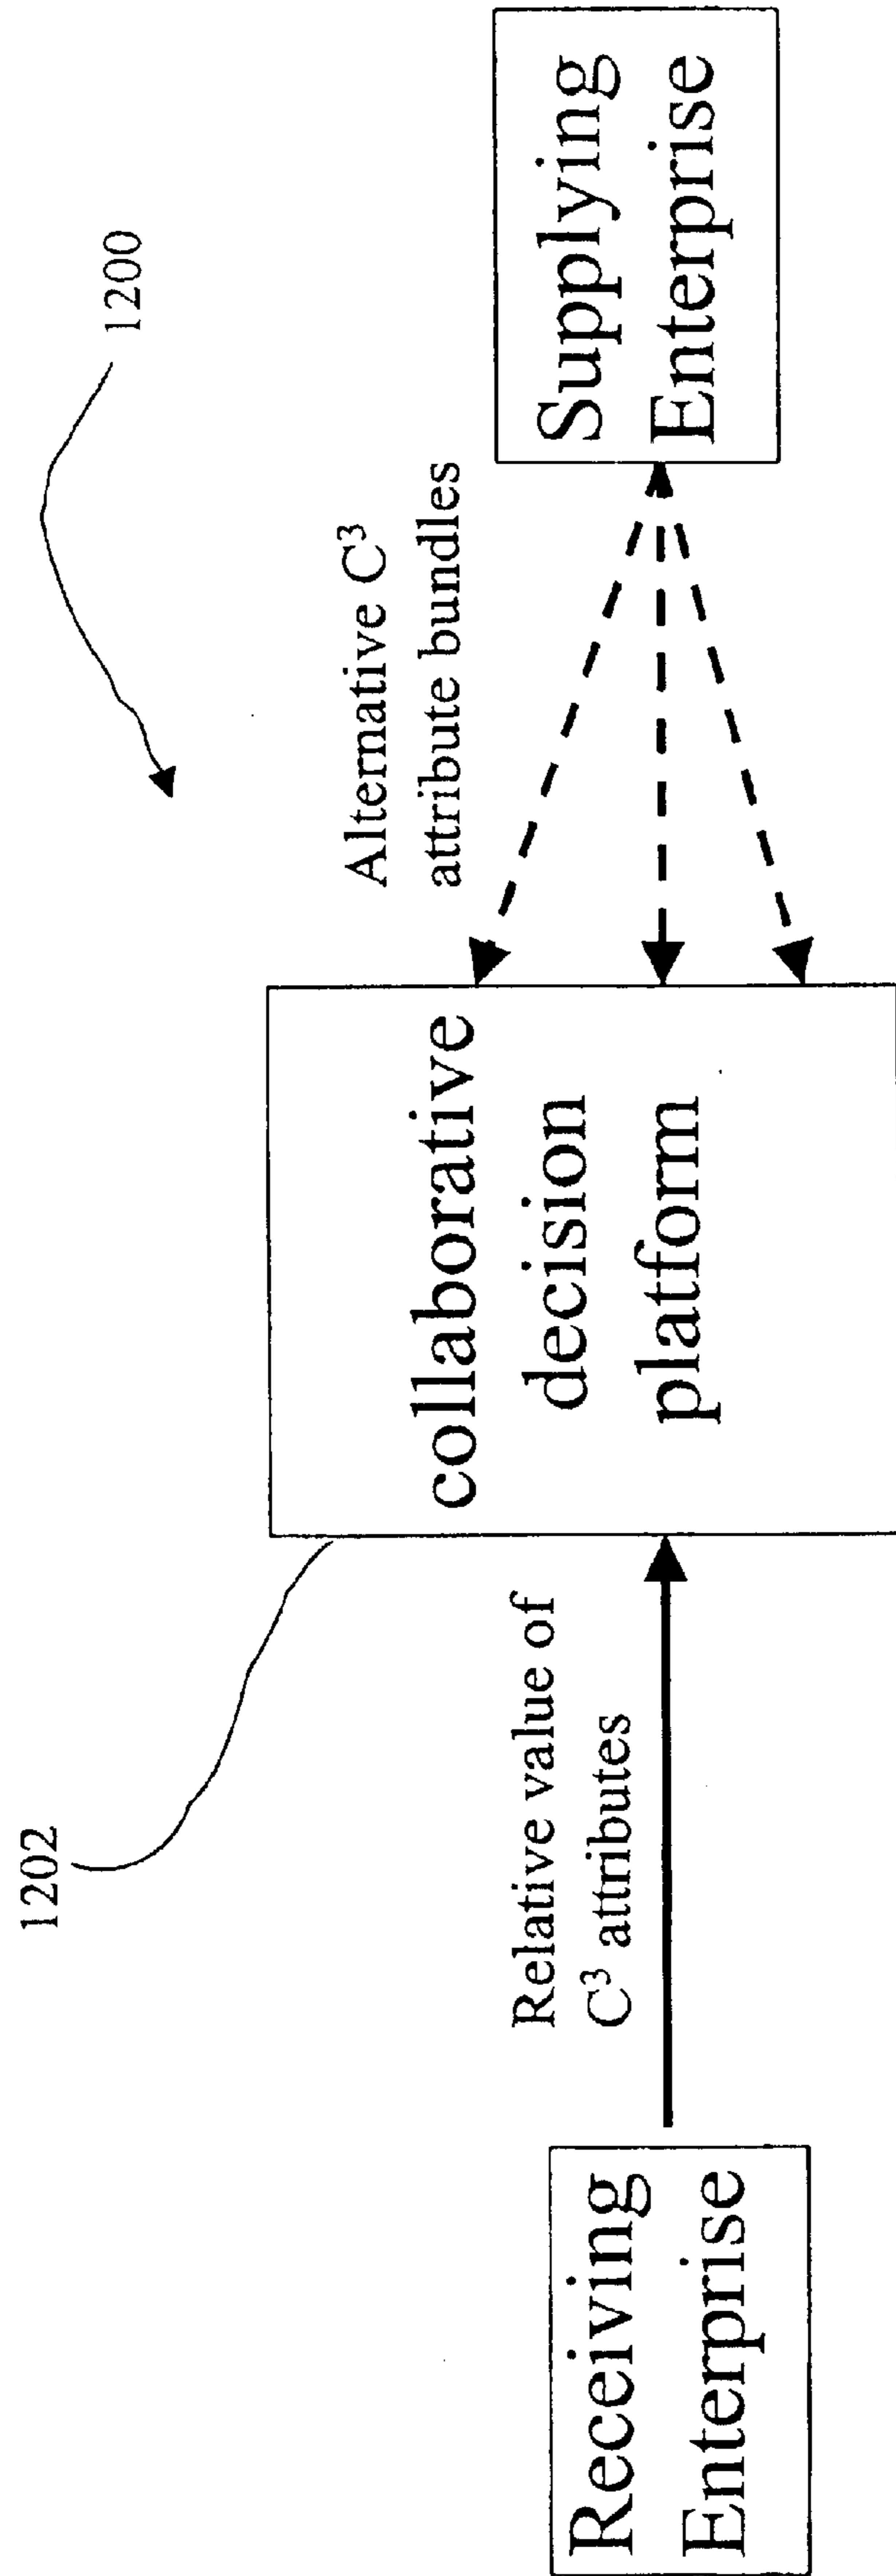 1200
1202
Receiving
Enterprise
Relative value of
C³ attributes
collaborative
decision
platform
Alternative C³
attribute bundles
Supplying
Enterprise